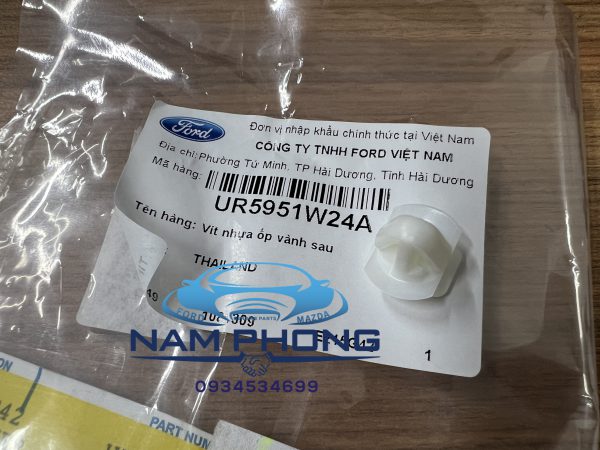 Ford
Đơn vị nhập khẩu chính thức tại Việt Nam
CÔNG TY TNHH FORD VIỆT NAM
Địa chỉ: Phường Tứ Minh, TP Hải Dương, Tỉnh Hải Dương
Mã hàng:
UR5951W24A
Tên hàng: Vít nhựa ốp vành sau
THAILAND
FORD
PARTS
MAZDA
NAM PHONG
0934534699
1
PART NUM